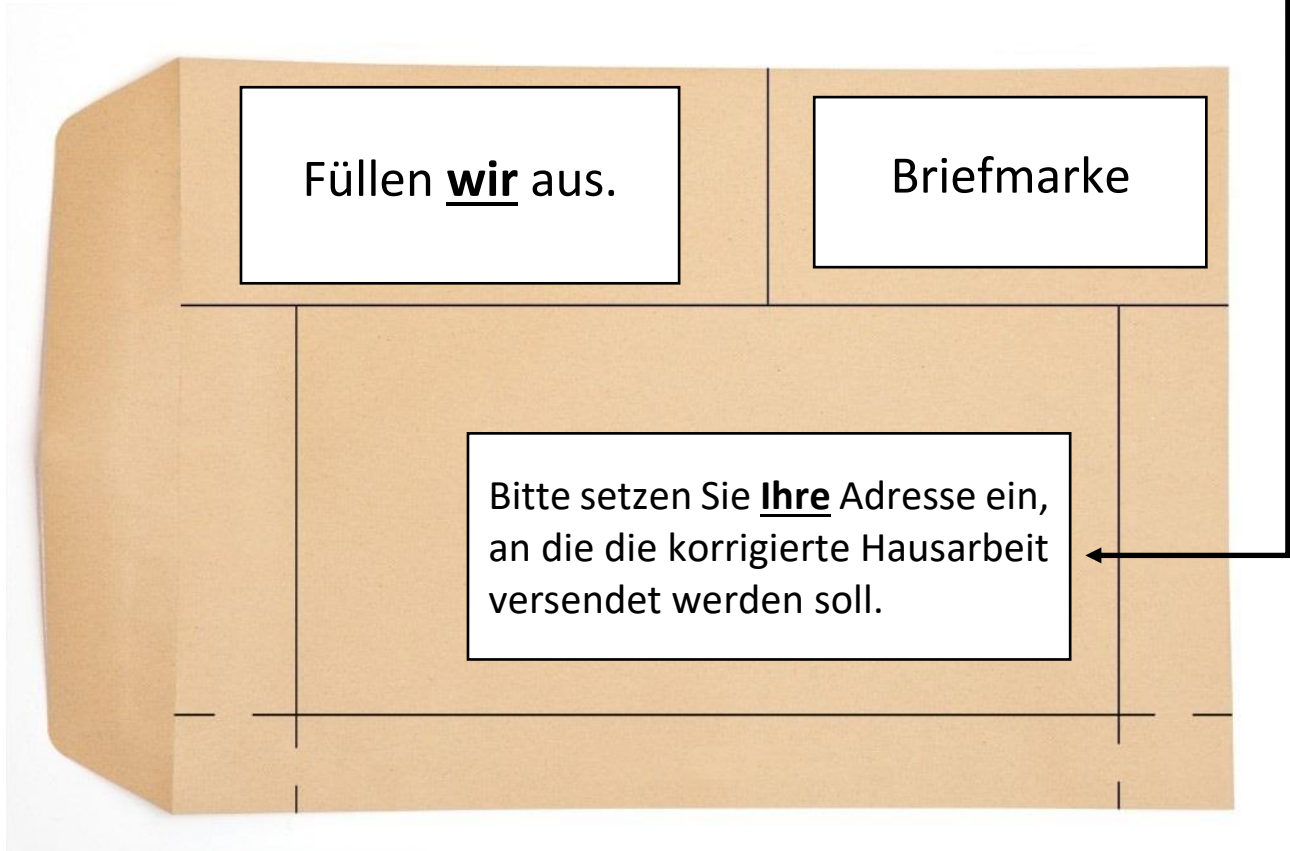 Füllen wir aus.
Briefmarke
Bitte setzen Sie Ihre Adresse ein,
an die die korrigierte Hausarbeit
versendet werden soll.